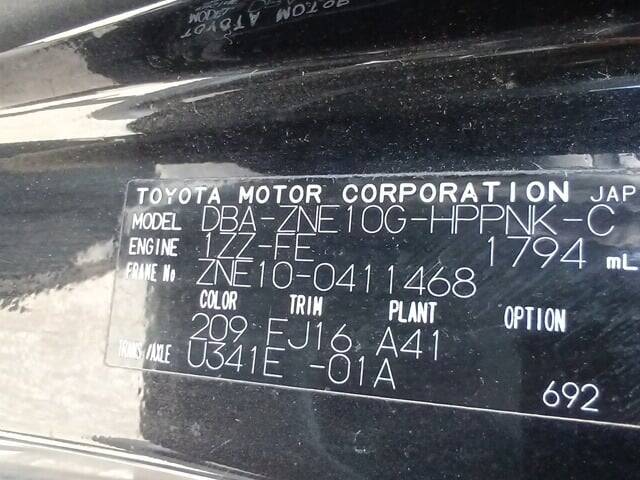 TOYOTA MOTOR CORPORATION JAP
MODEL DBA-ZNE10G-HPPNK-C
ENGINE 1ZZ-FE 1794 mL
FRAME No ZNE10-0411468
COLOR TRIM PLANT OPTION
209 FJ16 A41
TRANS/AXLE U341E -01A
692